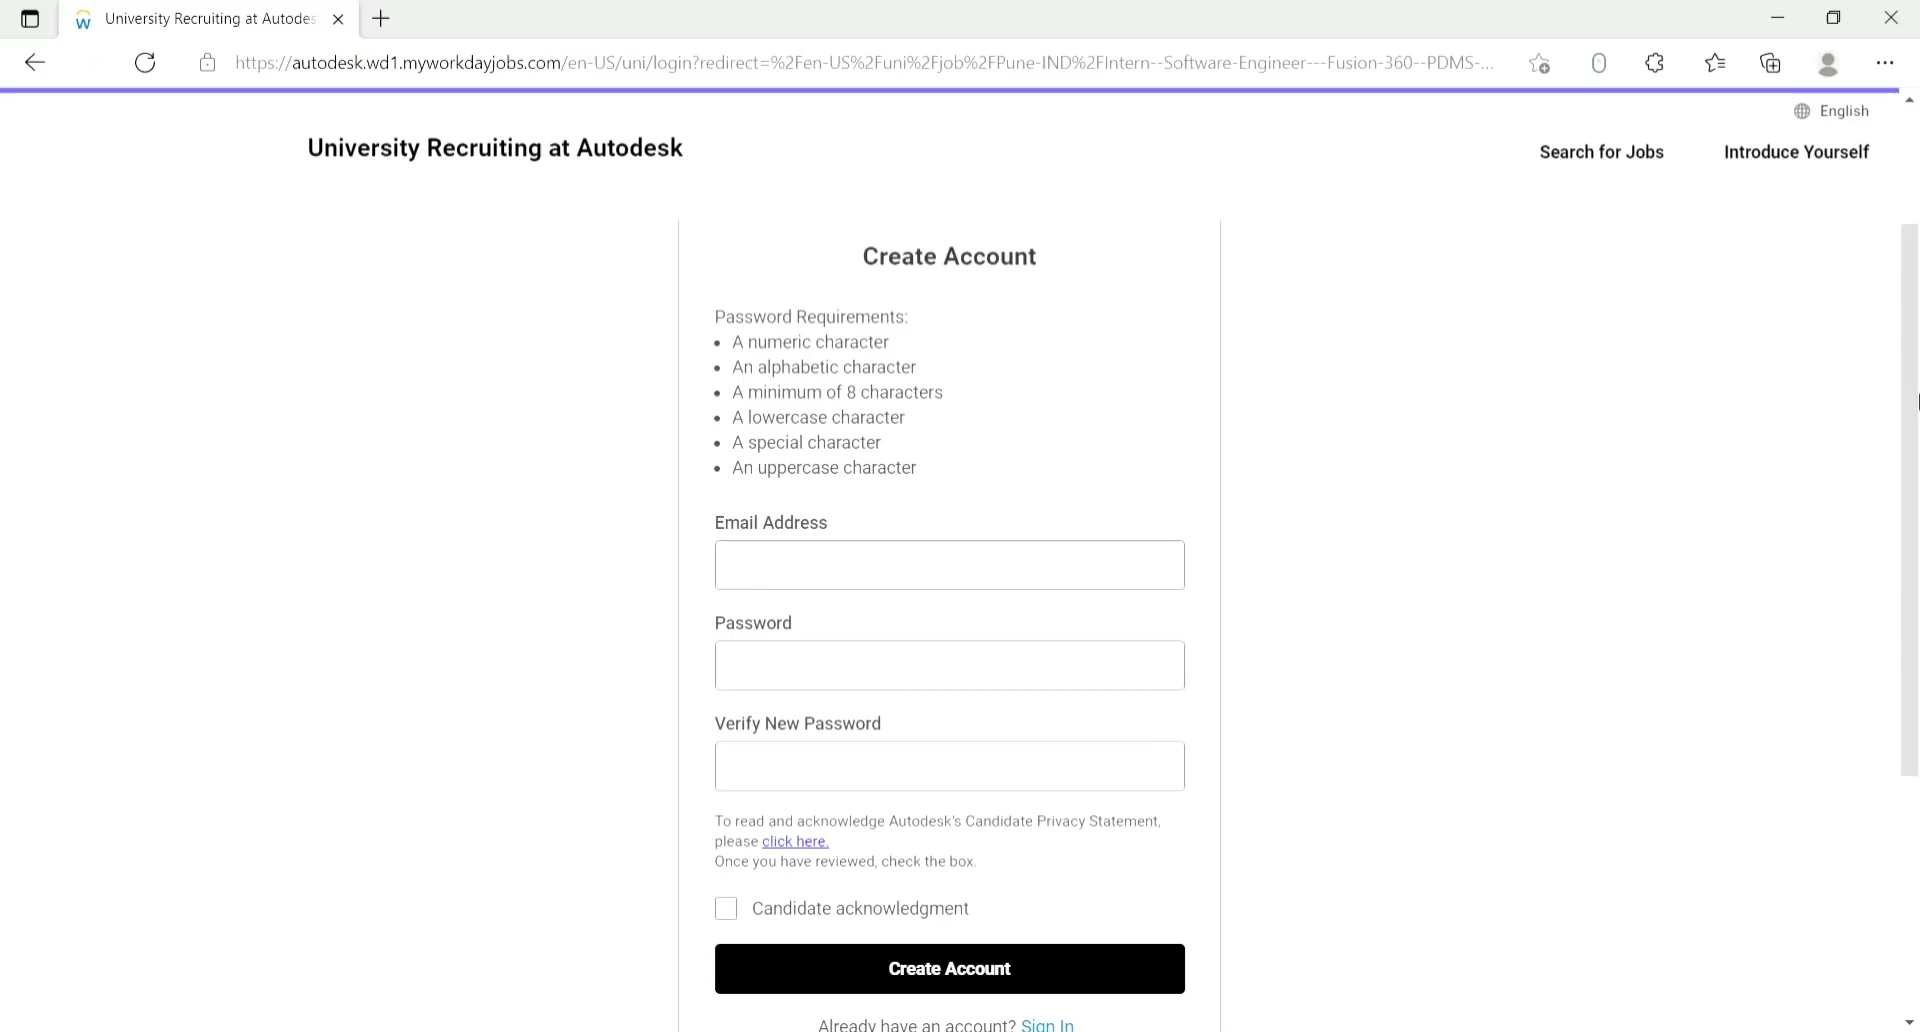 University Recruiting at Autodes
https://autodesk.wd1.myworkdayjobs.com/en-US/uni/login?redirect=%2Fen-US%2Funi%2Fjob%2FPune-IND%2FIntern--Software-Engineer---Fusion-360--PDMS-...
English
University Recruiting at Autodesk
Search for Jobs
Introduce Yourself
Create Account
Password Requirements:
• A numeric character
• An alphabetic character
• A minimum of 8 characters
• A lowercase character
• A special character
• An uppercase character
Email Address
Password
Verify New Password
To read and acknowledge Autodesk's Candidate Privacy Statement,
please click here.
Once you have reviewed, check the box.
Candidate acknowledgment
Create Account
Already have an account? Sign In